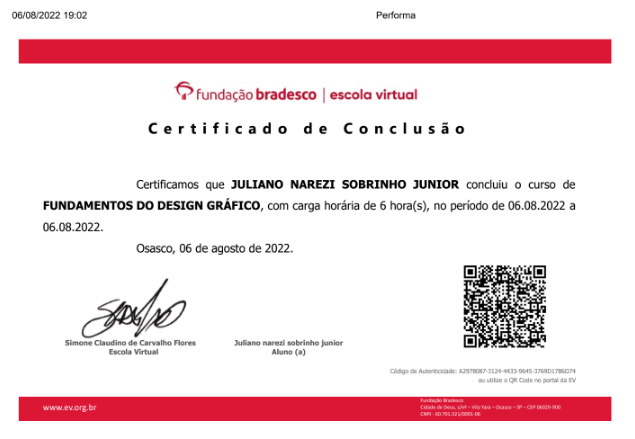 06/08/2022 19:02 Performa
fundação bradesco | escola virtual
Certificado de Conclusão
Certificamos que JULIANO NAREZI SOBRINHO JUNIOR concluiu o curso de
FUNDAMENTOS DO DESIGN GRÁFICO, com carga horária de 6 hora(s), no período de 06.08.2022 a
06.08.2022.
Osasco, 06 de agosto de 2022.
Simone Claudino de Carvalho Flores
Escola Virtual
Juliano narezi sobrinho junior
Aluno (a)
Código de Autenticidade: A2978087-3124-4433-9645-3769D1786D74
ou utilize o QR Code no portal da EV
www.ev.org.br
Fundação Bradesco
Cidade de Deus, s/nº – Vila Yara – Osasco – SP – CEP 06029-900
CNPJ - 60.701.521/0001-06